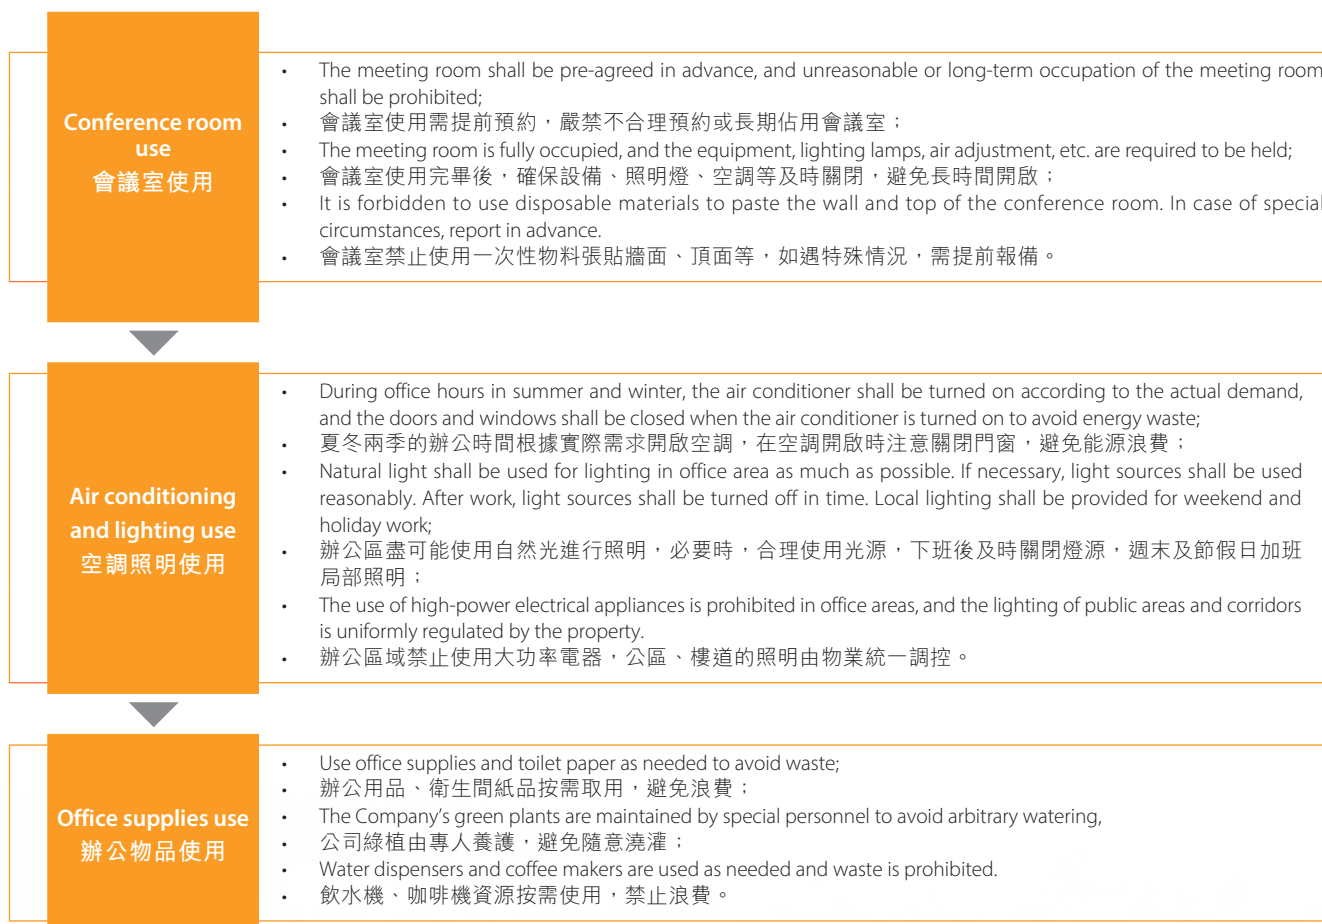 Conference room
use
會議室使用
• The meeting room shall be pre-agreed in advance, and unreasonable or long-term occupation of the meeting room
shall be prohibited;
• 會議室使用需提前預約，嚴禁不合理預約或長期佔用會議室；
• The meeting room is fully occupied, and the equipment, lighting lamps, air adjustment, etc. are required to be held;
• 會議室使用完畢後，確保設備、照明燈、空調等及時關閉，避免長時間開啟；
• It is forbidden to use disposable materials to paste the wall and top of the conference room. In case of special
circumstances, report in advance.
• 會議室禁止使用一次性物料張貼牆面、頂面等，如遇特殊情況，需提前報備。
Air conditioning
and lighting use
空調照明使用
• During office hours in summer and winter, the air conditioner shall be turned on according to the actual demand,
and the doors and windows shall be closed when the air conditioner is turned on to avoid energy waste;
• 夏冬兩季的辦公時間根據實際需求開啟空調，在空調開啟時注意關閉門窗，避免能源浪費；
• Natural light shall be used for lighting in office area as much as possible. If necessary, light sources shall be used
reasonably. After work, light sources shall be turned off in time. Local lighting shall be provided for weekend and
holiday work;
• 辦公區盡可能使用自然光進行照明，必要時，合理使用光源，下班後及時關閉燈源，週末及節假日加班
局部照明；
• The use of high-power electrical appliances is prohibited in office areas, and the lighting of public areas and corridors
is uniformly regulated by the property.
• 辦公區域禁止使用大功率電器，公區、樓道的照明由物業統一調控。
Office supplies use
辦公物品使用
• Use office supplies and toilet paper as needed to avoid waste;
• 辦公用品、衛生間紙品按需取用，避免浪費；
• The Company’s green plants are maintained by special personnel to avoid arbitrary watering,
• 公司綠植由專人養護，避免隨意澆灌；
• Water dispensers and coffee makers are used as needed and waste is prohibited.
• 飲水機、咖啡機資源按需使用，禁止浪費。